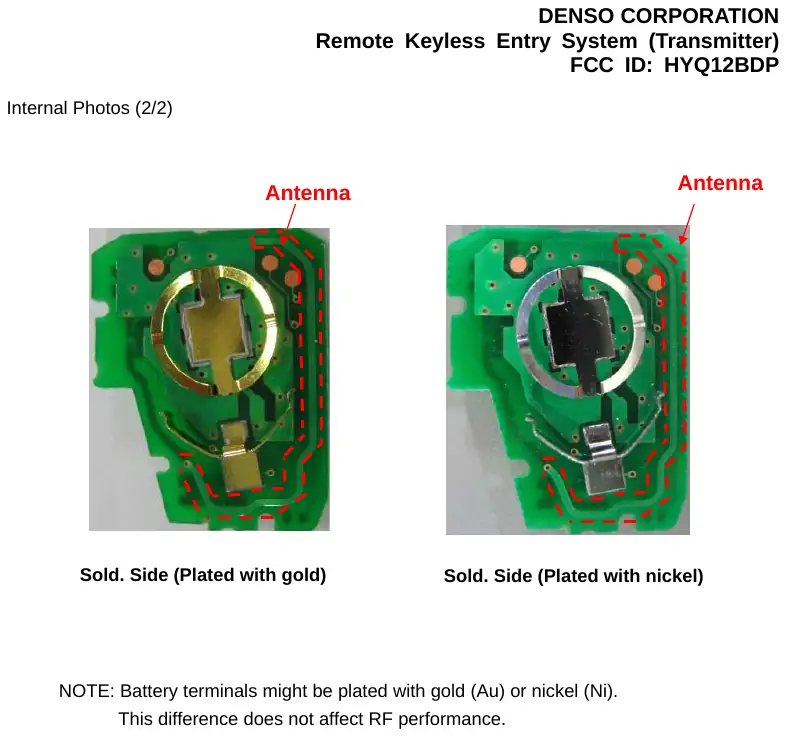 DENSO CORPORATION
Remote Keyless Entry System (Transmitter)
FCC ID: HYQ12BDP
Internal Photos (2/2)
Antenna
Antenna
Sold. Side (Plated with gold)
Sold. Side (Plated with nickel)
NOTE: Battery terminals might be plated with gold (Au) or nickel (Ni).
This difference does not affect RF performance.